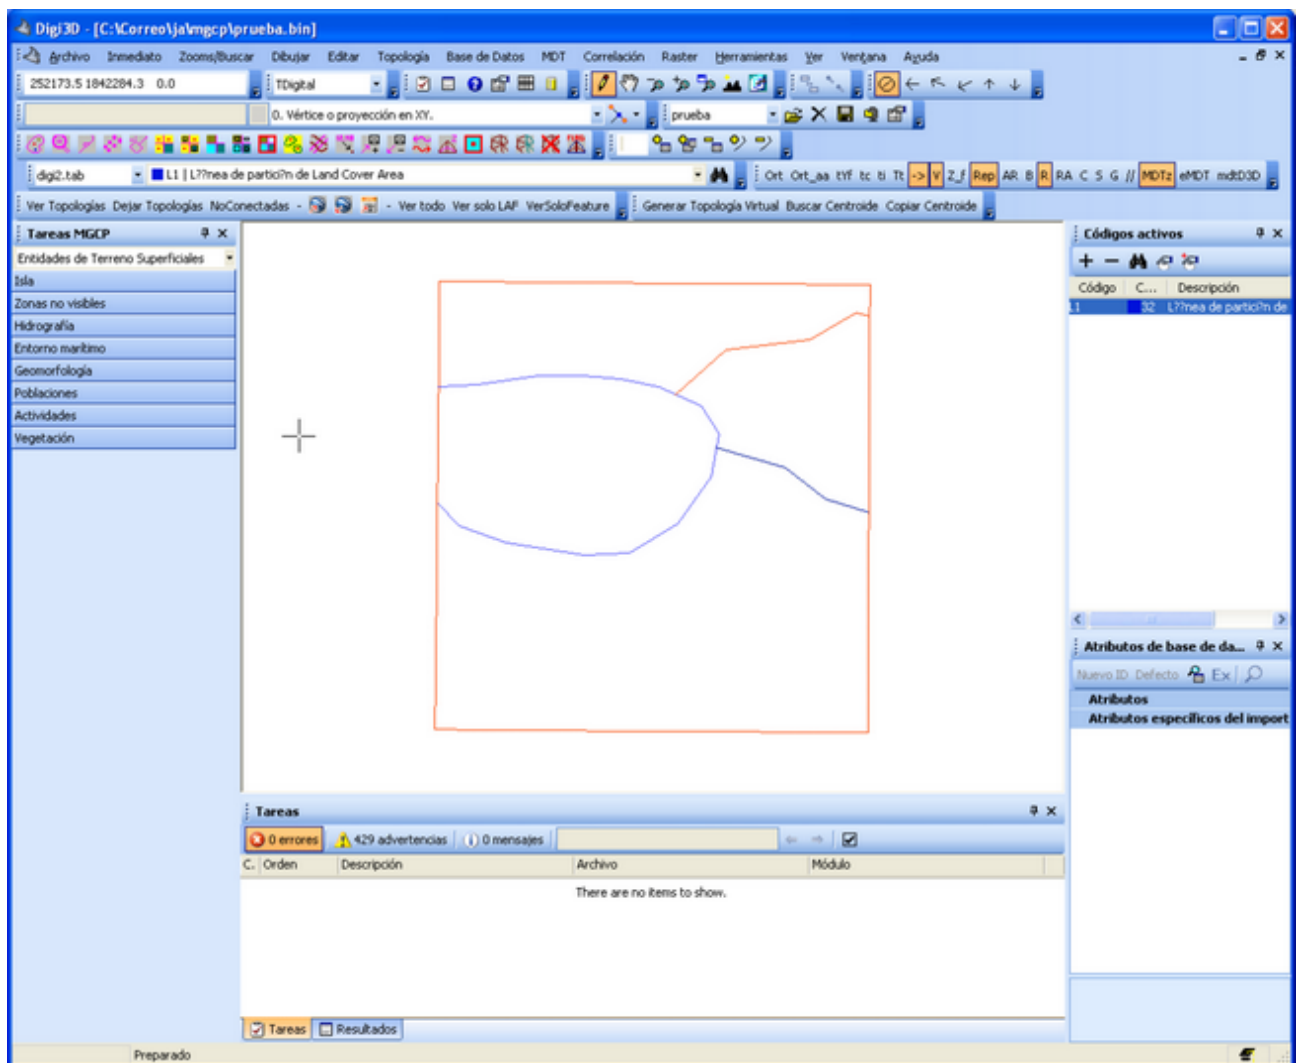 Digi3D - [C:\Correo\ja\mgcp\prueba.bin]
Archivo Inmediato Zooms/Buscar Dibujar Editar Topología Base de Datos MDT Correlación Raster Herramientas Ver Ventana Ayuda
252173.5 1842284.3 0.0 TDigital
0. Vértice o proyección en XY. prueba
digi2.tab L1 | L??nea de partici?n de Land Cover Area Ort Ort_aa tYf tc ti Tt -> V Z_f Rep AR B R RA C S G // MDTz eMDT mdtD3D
Ver Topologías Dejar Topologías NoConectadas - - Ver todo Ver solo LAF VerSoloFeature Generar Topología Virtual Buscar Centroide Copiar Centroide
Tareas MGCP
Entidades de Terreno Superficiales
Isla
Zonas no visibles
Hidrografía
Entorno marítimo
Geomorfología
Poblaciones
Actividades
Vegetación
Códigos activos
Código C... Descripción
L1 32 L??nea de partici?n de
Atributos de base de da...
Nuevo ID Defecto Ex
Atributos
Atributos específicos del import
Tareas
0 errores 429 advertencias 0 mensajes
C. Orden Descripción Archivo Módulo
There are no items to show.
Tareas Resultados
Preparado